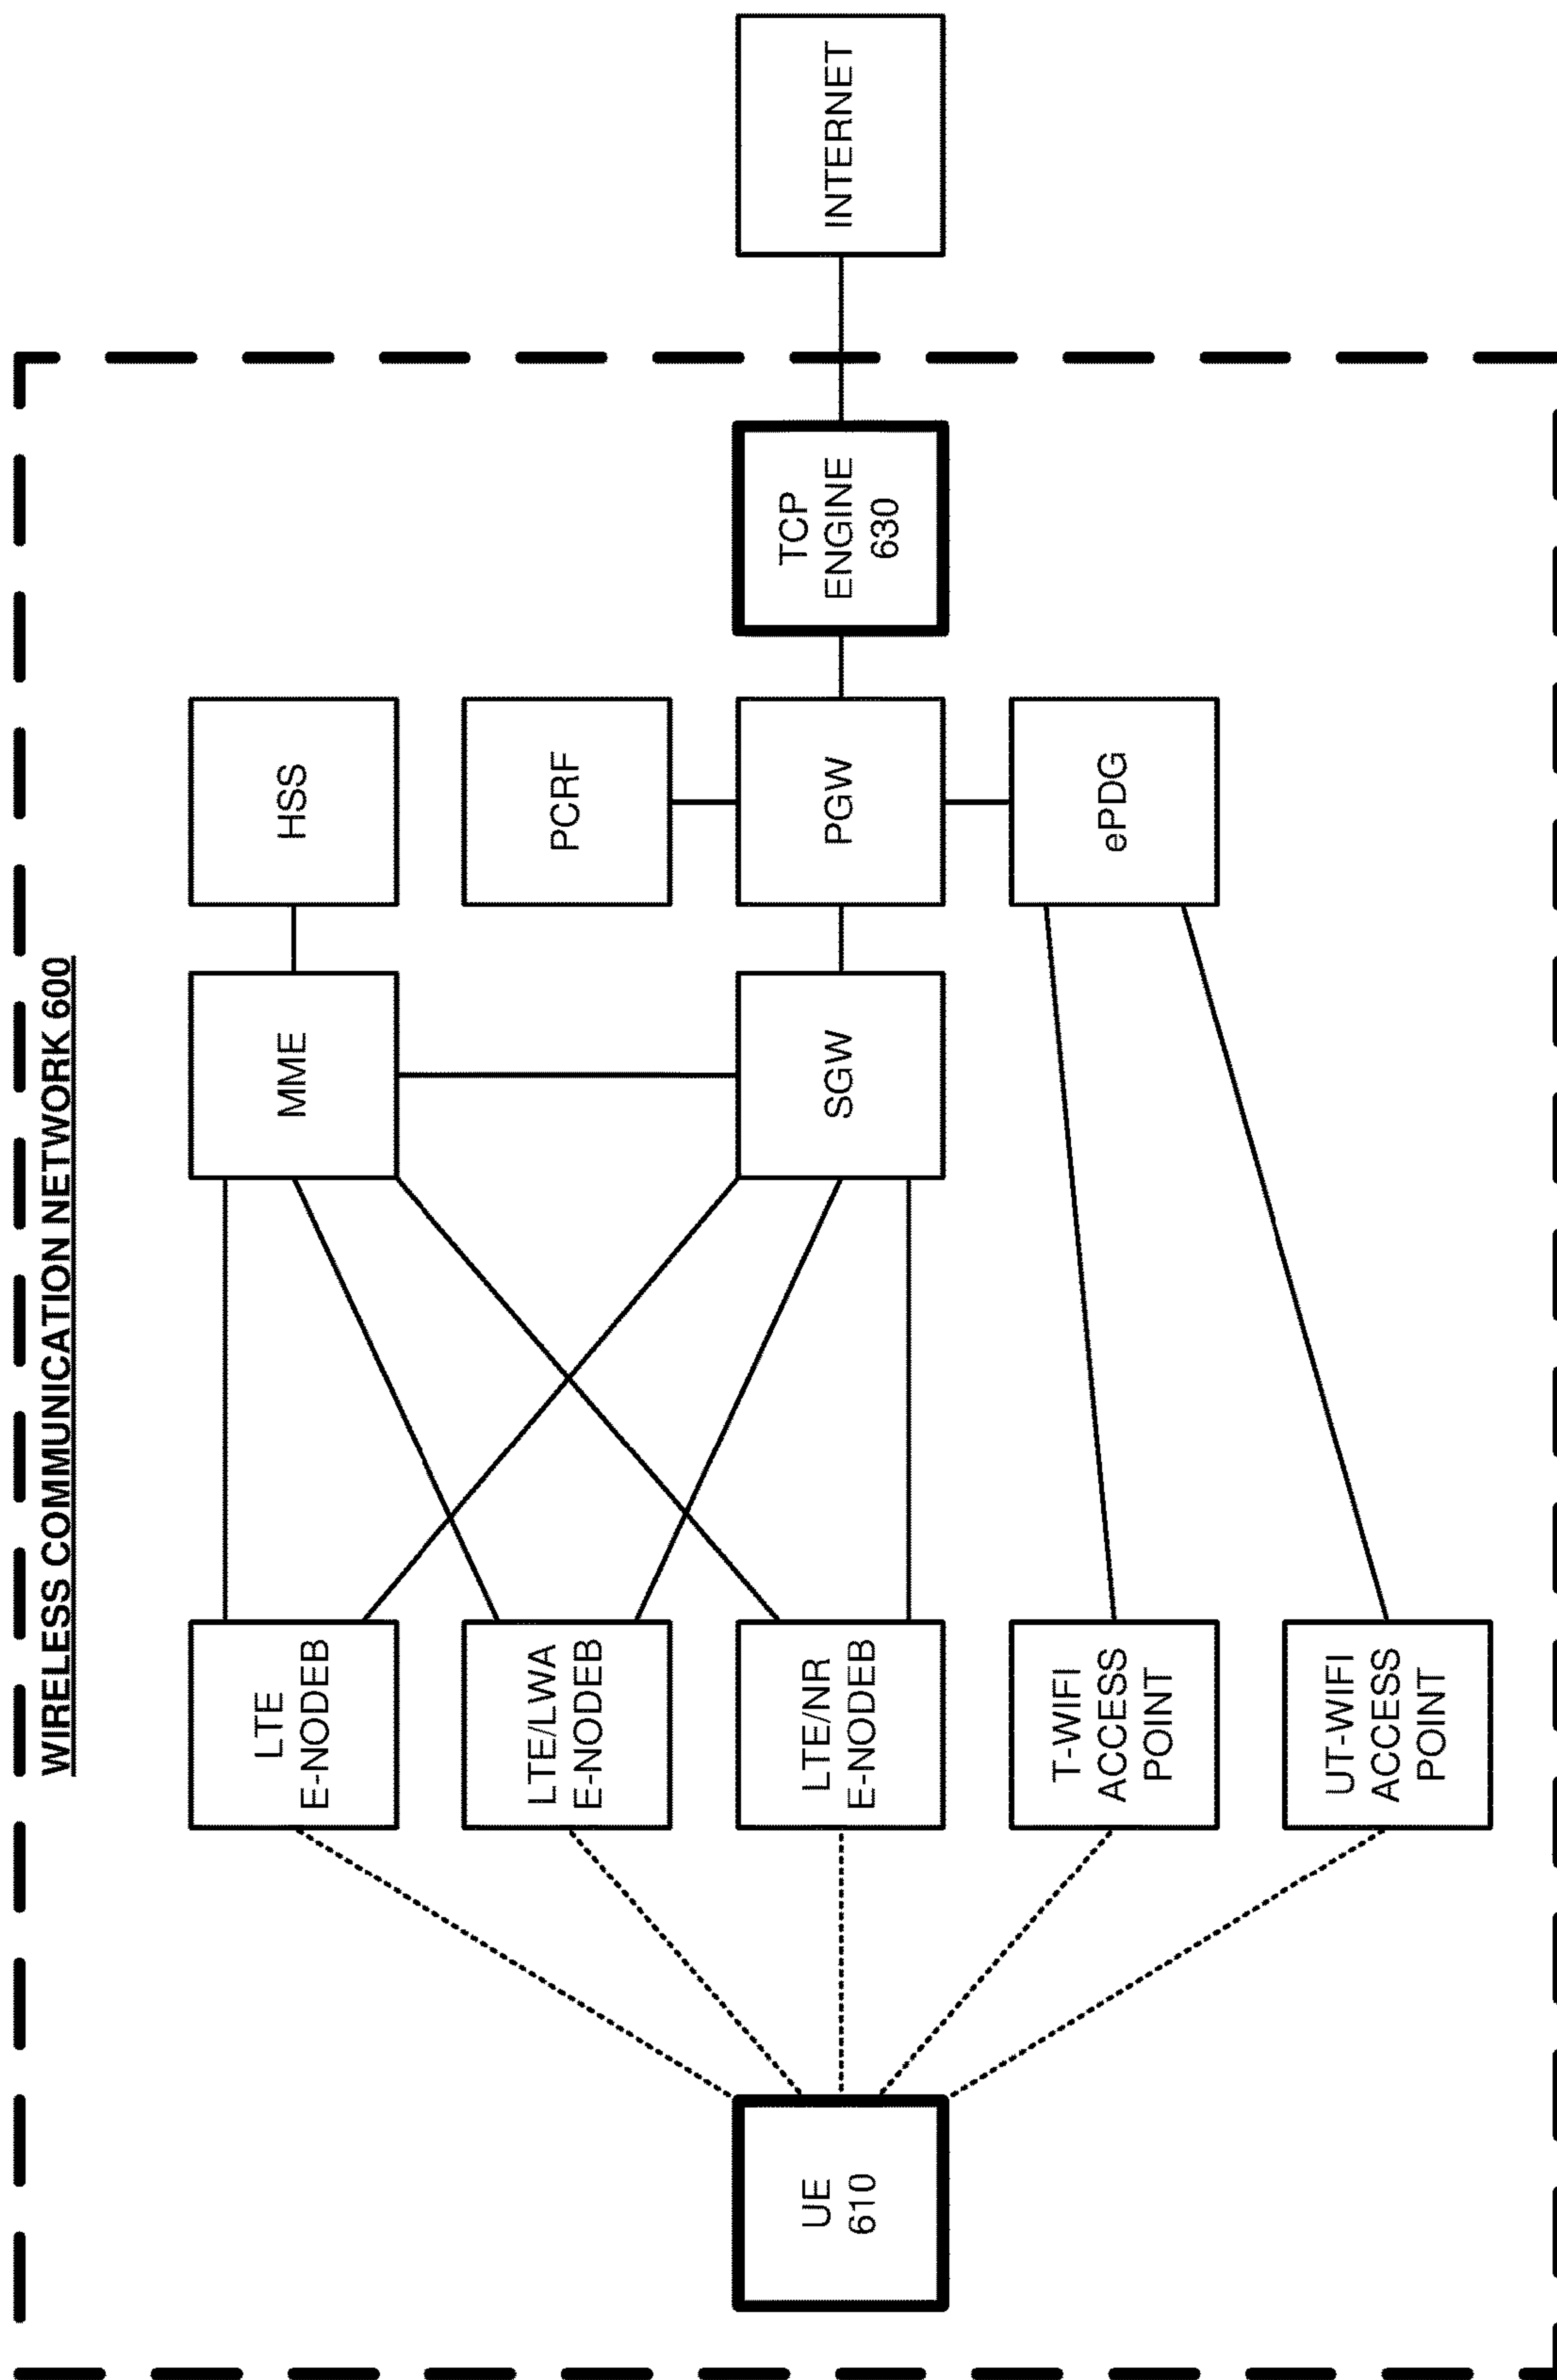 WIRELESS COMMUNICATION NETWORK 600
UE
610
LTE
E-NODEB
LTE/LWA
E-NODEB
LTE/NR
E-NODEB
T-WIFI
ACCESS
POINT
UT-WIFI
ACCESS
POINT
MME
SGW
HSS
PCRF
PGW
ePDG
TCP
ENGINE
630
INTERNET